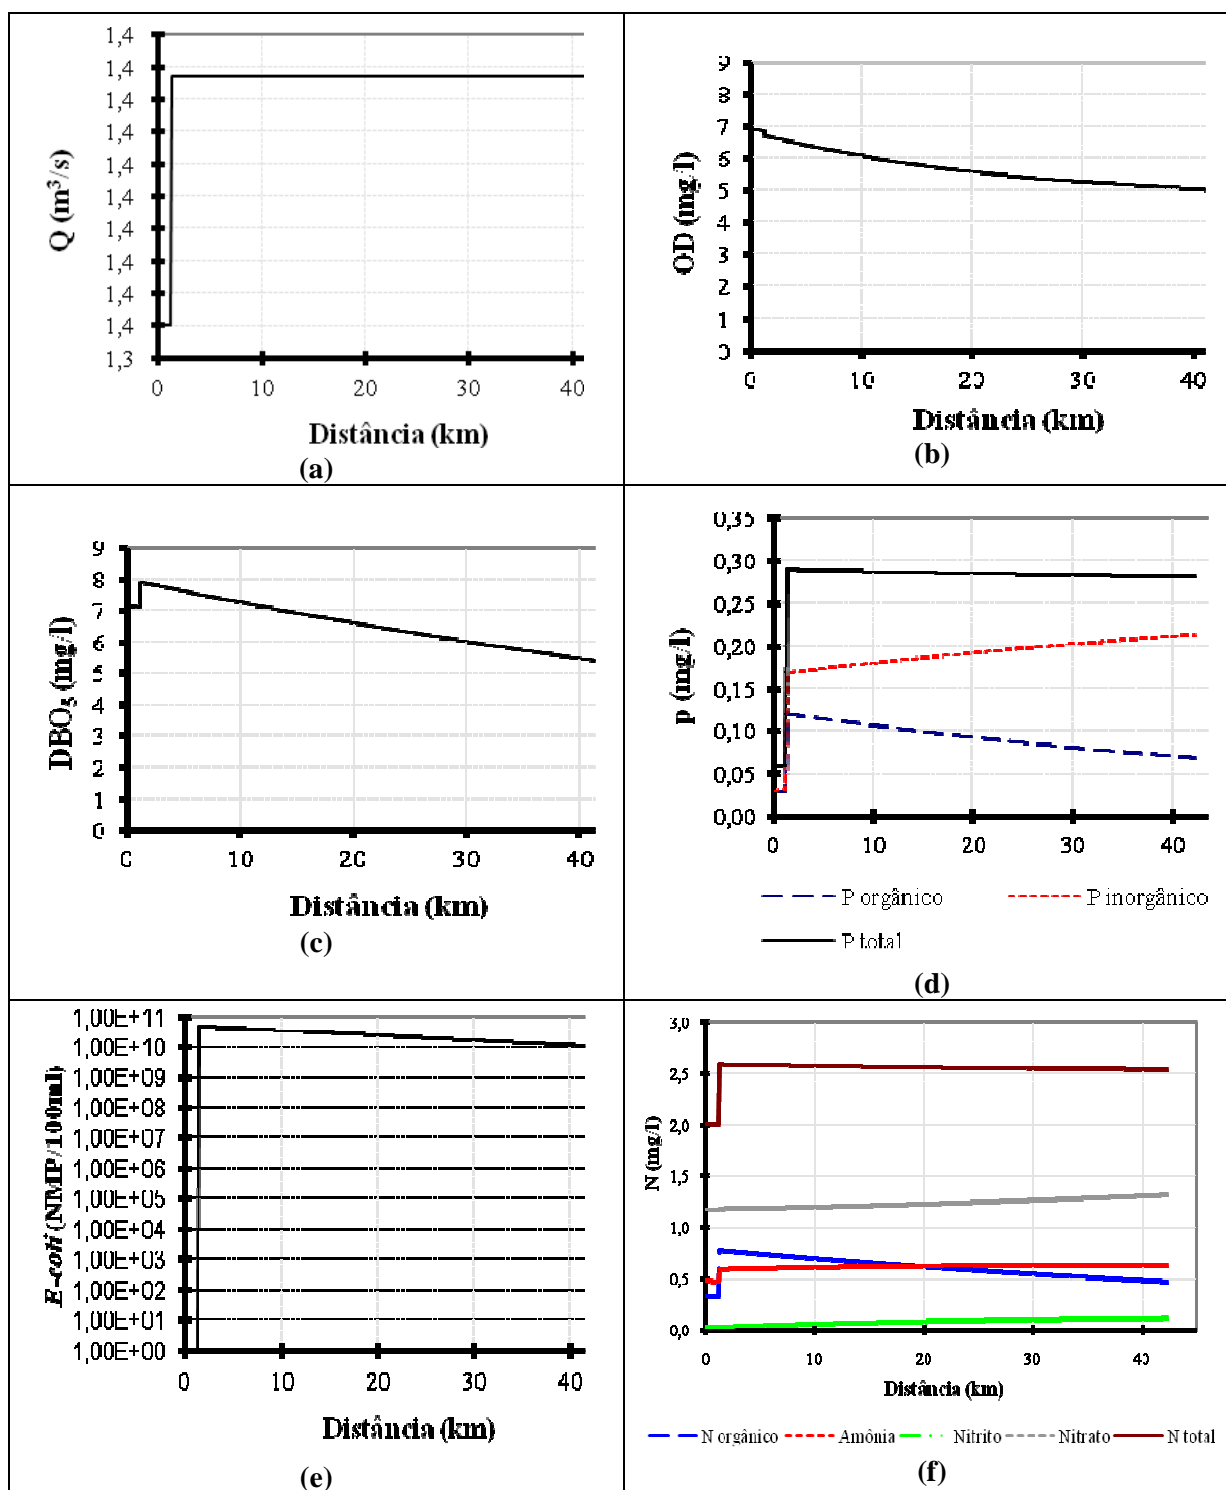 1,4
1,4
1,4
1,4
1,4
1,4
1,4
1,4
1,4
1,4
1,3
Q (m³/s)
0 10 20 30 40
Distância (km)
(a)
9
8
7
6
5
4
3
2
1
0
OD (mg/l)
0 10 20 30 40
Distância (km)
(b)
9
8
7
6
5
4
3
2
1
0
DBO₅ (mg/l)
0 10 20 30 40
Distância (km)
(c)
0,35
0,30
0,25
0,20
0,15
0,10
0,05
0,00
p (mg/l)
0 10 20 30 40
P orgânico P inorgânico
P total
(d)
1,00E+11
1,00E+10
1,00E+09
1,00E+08
1,00E+07
1,00E+06
1,00E+05
1,00E+04
1,00E+03
1,00E+02
1,00E+01
1,00E+00
E-coli (NMP/100ml)
0 10 20 30 40
Distância (km)
(e)
3,0
2,5
2,0
1,5
1,0
0,5
0,0
N (mg/l)
0 10 20 30 40
Distância (km)
N orgânico Amônia Nitrito Nitrato N total
(f)